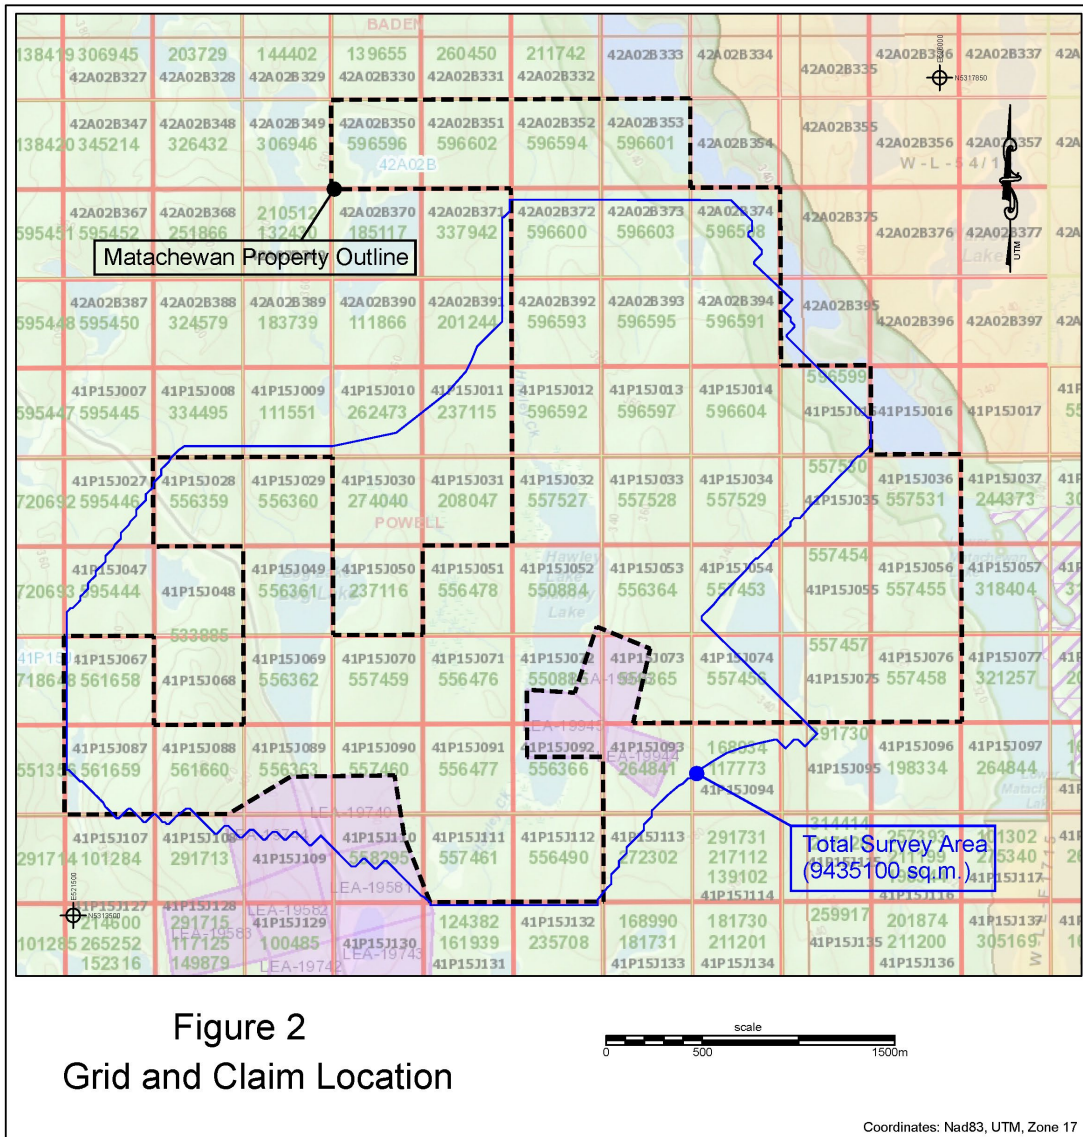 BADEN
138419 306945 203729 144402 139655 260450 211742 42A02B333 42A02B334 42A02B337
42A02B327 42A02B328 42A02B329 42A02B330 42A02B331 42A02B332 42A02B335
E526000
N5317850
42A02B347 42A02B348 42A02B349 42A02B350 42A02B351 42A02B352 42A02B353 42A02B355
138420 345214 326432 306946 596596 596602 596594 596601 42A02B354 42A02B356
42A02B
UTM
42A02B367 42A02B368 210512 42A02B370 42A02B371 42A02B372 42A02B373 42A02B374 42A02B375
595451 595452 251866 185117 337942 596600 596603 42A02B376 42A02B377
Matachewan Property Outline
42A02B387 42A02B388 42A02B389 42A02B390 42A02B391 42A02B392 42A02B393 42A02B394 42A02B395
595448 595450 324579 183739 111866 201244 596593 596595 596591 42A02B396 42A02B397
596599
41P15J007 41P15J008 41P15J009 41P15J010 41P15J011 41P15J012 41P15J013 41P15J014 41P15J016 41P15J017
595447 595445 334495 111551 262473 237115 596592 596597 596604
41P15J027 41P15J028 41P15J029 41P15J030 41P15J031 41P15J032 41P15J033 41P15J034 557530 41P15J036 41P15J037
720692 595446 556359 556360 274040 208047 557527 557528 557529 41P15J035 557531 244373
POWELL
Hawley Lake
557454
41P15J047 41P15J048 41P15J049 41P15J050 41P15J051 41P15J052 41P15J053 41P15J054 41P15J055 41P15J056 41P15J057
720693 595444 556361 237116 556478 550884 556364 557453 557455 318404
533885
557457
41P15J067 41P15J068 41P15J069 41P15J070 41P15J071 41P15J073 41P15J074 41P15J075 41P15J076 41P15J077
561658 556362 557459 556476 557458 321257
LEA-19945
LEA-19944
41P15J087 41P15J088 41P15J089 41P15J090 41P15J091 41P15J092 41P15J093 168834 41P15J095 41P15J096 41P15J097
561659 561660 556363 557460 556477 556366 264841 117773 198334 264844
41P15J094
LEA-19740
41P15J107 41P15J109 41P15J111 41P15J112 41P15J113 291731
291714 101284 291713 557461 556490 272302 217112
139102
41P15J114
Total Survey Area
(9435100 sq.m.)
LEA-19581
LEA-19582
LEA-19583
E521500
N5313500
41P15J127 41P15J128 41P15J129 41P15J130 124382 41P15J132 168990 181730 259917 201874 41P15J137
214600 291715 100485 161939 235708 181731 211201 41P15J135 211200 305169
101285 265252 117125 41P15J131 41P15J133 41P15J134 41P15J136
152316 149879 LEA-19742 LEA-19743
Figure 2
Grid and Claim Location
scale
0 500 1500m
Coordinates: Nad83, UTM, Zone 17